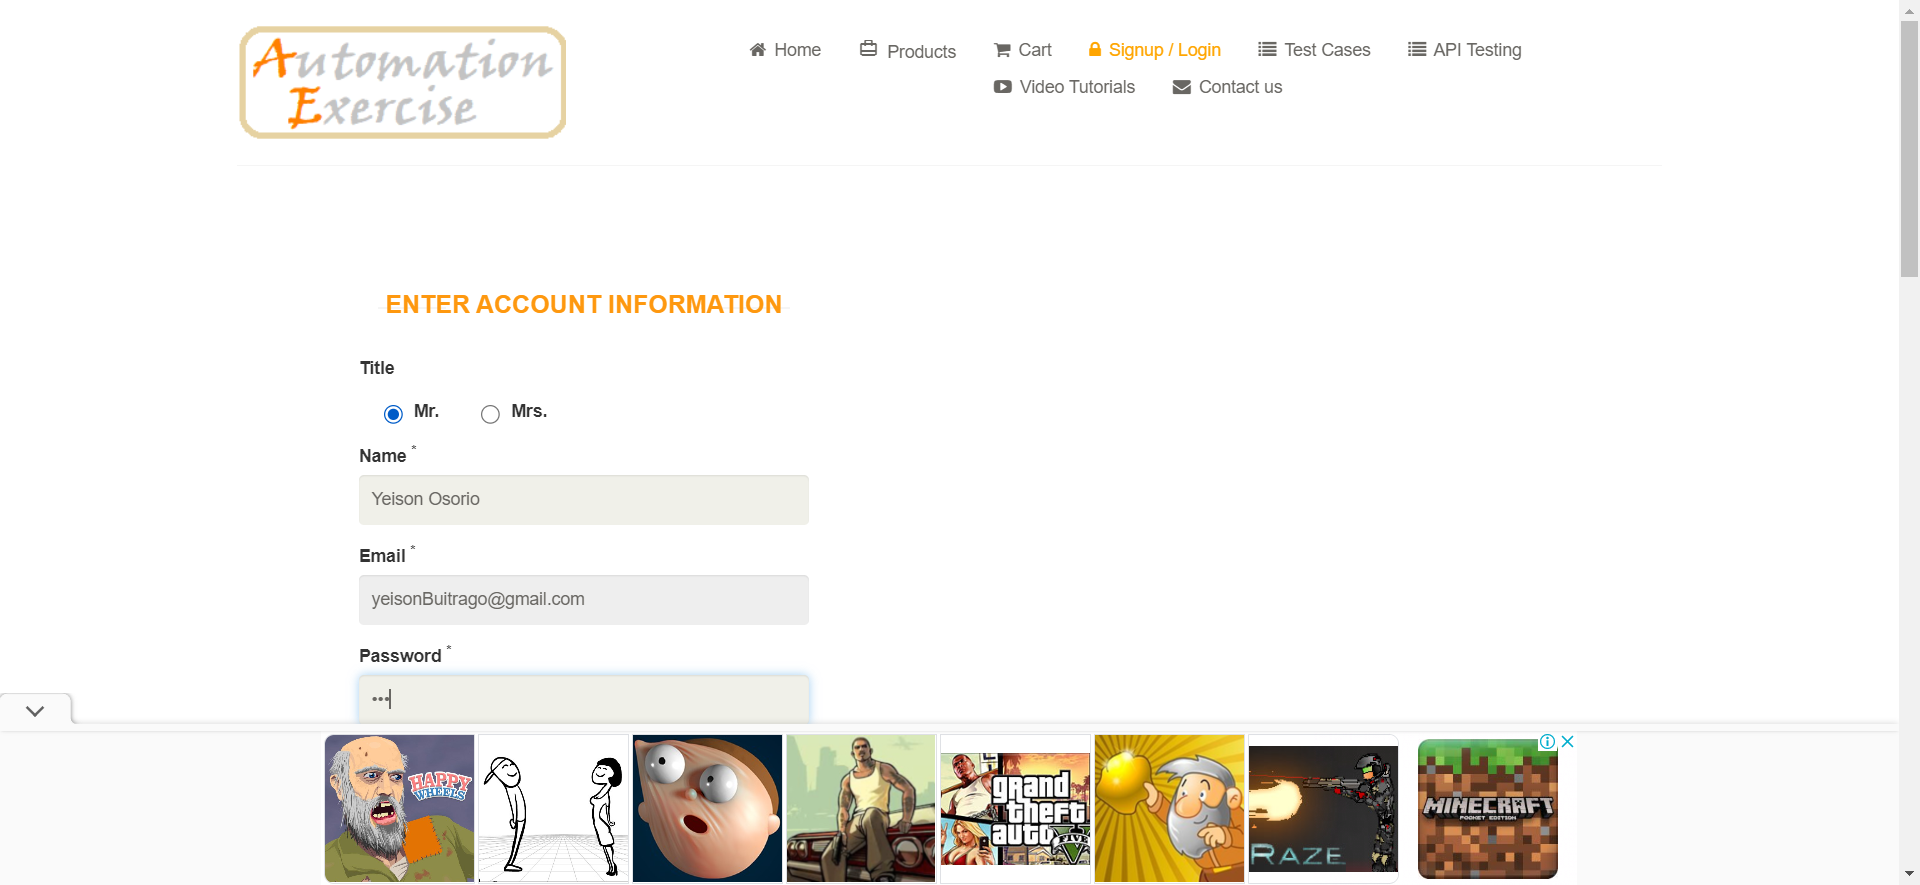 Automation
Exercise
Home
Products
Cart
Signup / Login
Test Cases
API Testing
Video Tutorials
Contact us
ENTER ACCOUNT INFORMATION
Title
Mr.
Mrs.
Name *
Yeison Osorio
Email *
yeisonBuitrago@gmail.com
Password *
•••
HAPPY
WHEELS
grand
theft
auto
FIVE
RAZE
MINECRAFT
POCKET EDITION